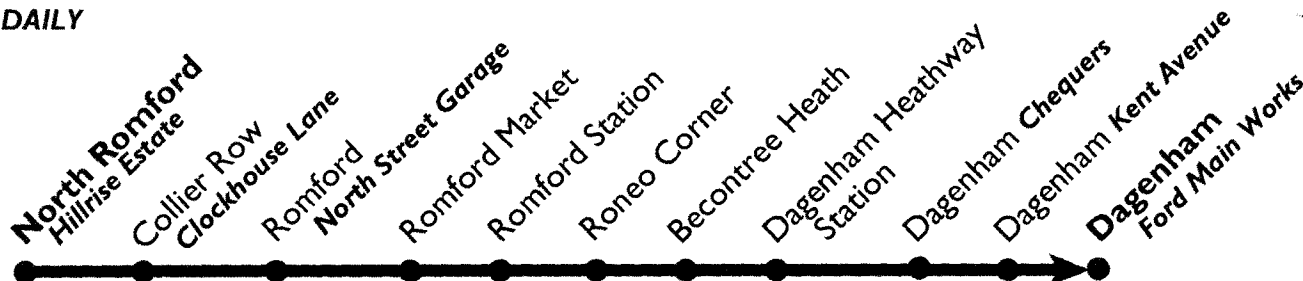 DAILY
North Romford
Hillrise Estate
Collier Row
Clockhouse Lane
Romford
North Street Garage
Romford Market
Romford Station
Roneo Corner
Becontree Heath
Dagenham Heathway
Station
Dagenham Chequers
Dagenham Kent Avenue
Dagenham
Ford Main Works